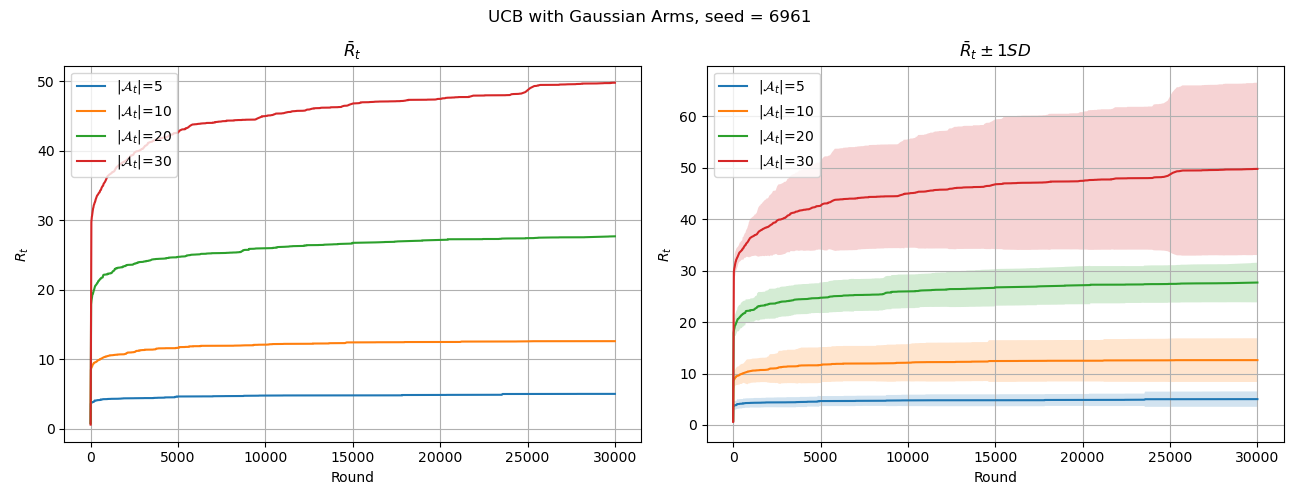 UCB with Gaussian Arms, seed = 6961
R̄ₜ
|𝒜ₜ|=5
|𝒜ₜ|=10
|𝒜ₜ|=20
|𝒜ₜ|=30
50
40
30
20
10
0
Rₜ
0 5000 10000 15000 20000 25000 30000
Round
R̄ₜ ± 1SD
|𝒜ₜ|=5
|𝒜ₜ|=10
|𝒜ₜ|=20
|𝒜ₜ|=30
60
50
40
30
20
10
0
Rₜ
0 5000 10000 15000 20000 25000 30000
Round